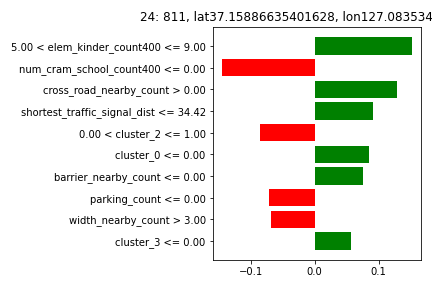 24: 811, lat37.15886635401628, lon127.083534
5.00 < elem_kinder_count400 <= 9.00
num_cram_school_count400 <= 0.00
cross_road_nearby_count > 0.00
shortest_traffic_signal_dist <= 34.42
0.00 < cluster_2 <= 1.00
cluster_0 <= 0.00
barrier_nearby_count <= 0.00
parking_count <= 0.00
width_nearby_count > 3.00
cluster_3 <= 0.00
−0.1 0.0 0.1